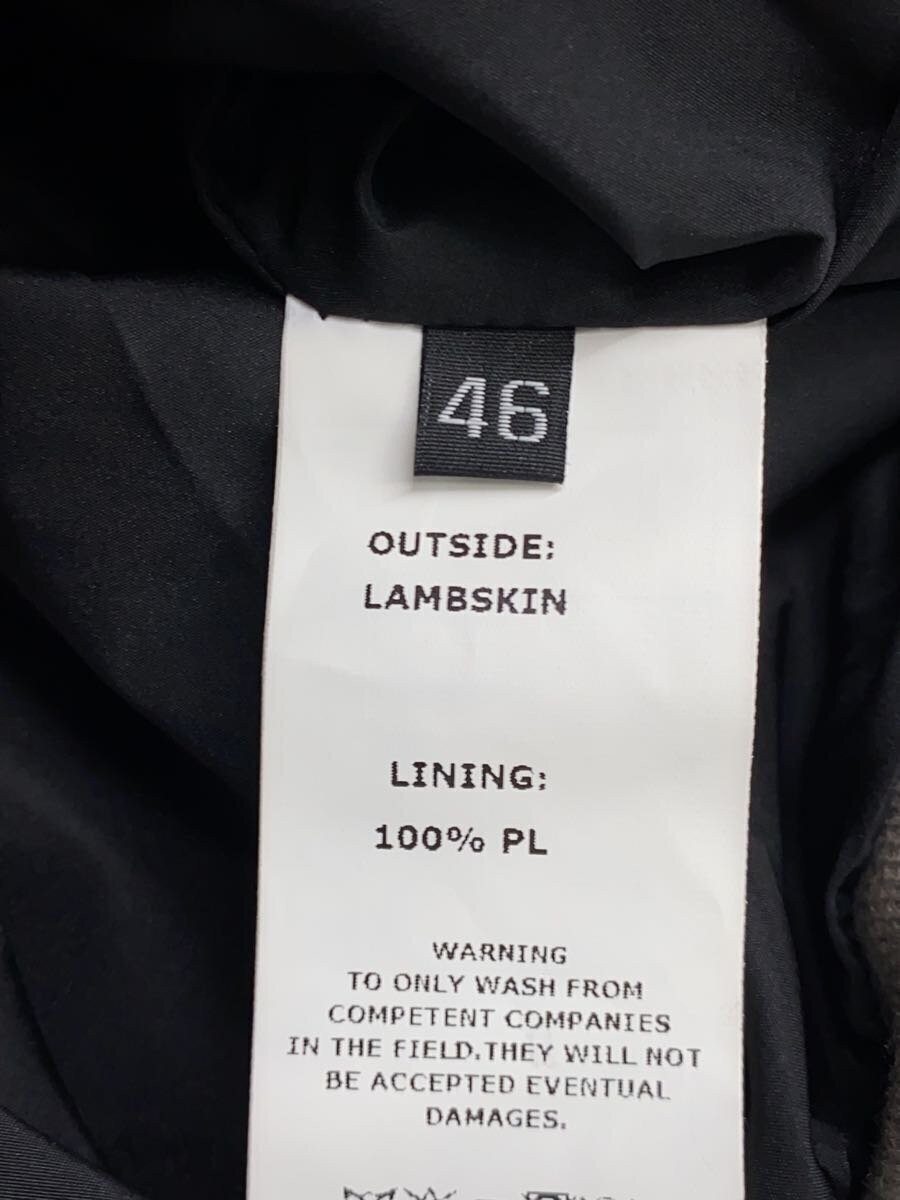 46
OUTSIDE:
LAMBSKIN
LINING:
100% PL
WARNING
TO ONLY WASH FROM
COMPETENT COMPANIES
IN THE FIELD.THEY WILL NOT
BE ACCEPTED EVENTUAL
DAMAGES.